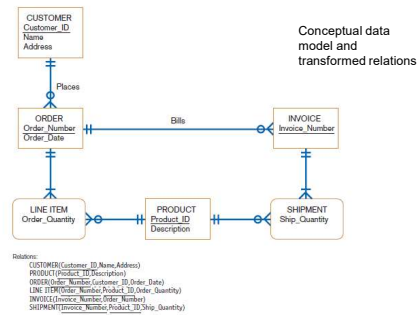 CUSTOMER
Customer_ID
Name
Address
Conceptual data
model and
transformed relations
Places
ORDER
Order_Number
Order_Date
Bills
INVOICE
Invoice_Number
LINE ITEM
Order_Quantity
PRODUCT
Product_ID
Description
SHIPMENT
Ship_Quantity
Relations:
CUSTOMER(Customer_ID,Name,Address)
PRODUCT(Product_ID,Description)
ORDER(Order_Number,Customer_ID,Order_Date)
LINE ITEM(Order_Number,Product_ID,Order_Quantity)
INVOICE(Invoice_Number,Order_Number)
SHIPMENT(Invoice_Number,Product_ID,Ship_Quantity)